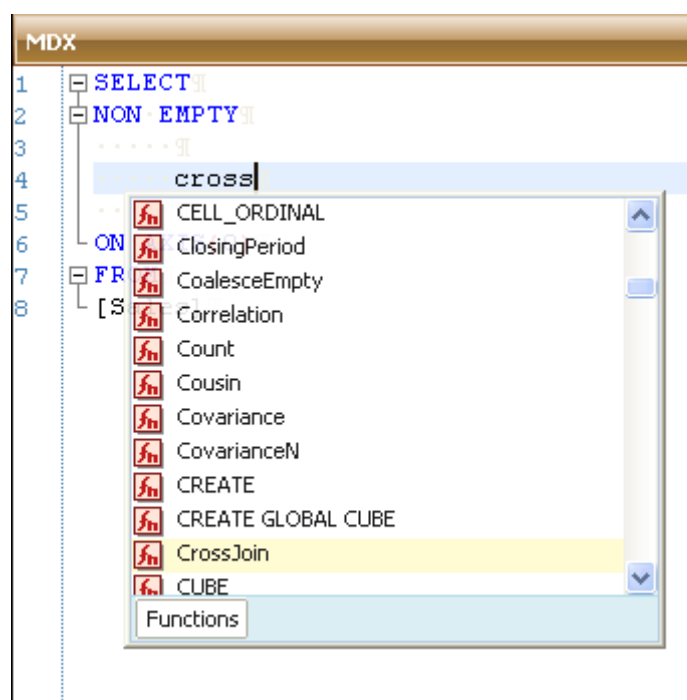 MDX
1 SELECT
2 NON EMPTY
3
4 cross
5
6 ON
7 FR
8 [S
CELL_ORDINAL
ClosingPeriod
CoalesceEmpty
Correlation
Count
Cousin
Covariance
CovarianceN
CREATE
CREATE GLOBAL CUBE
CrossJoin
CUBE
Functions